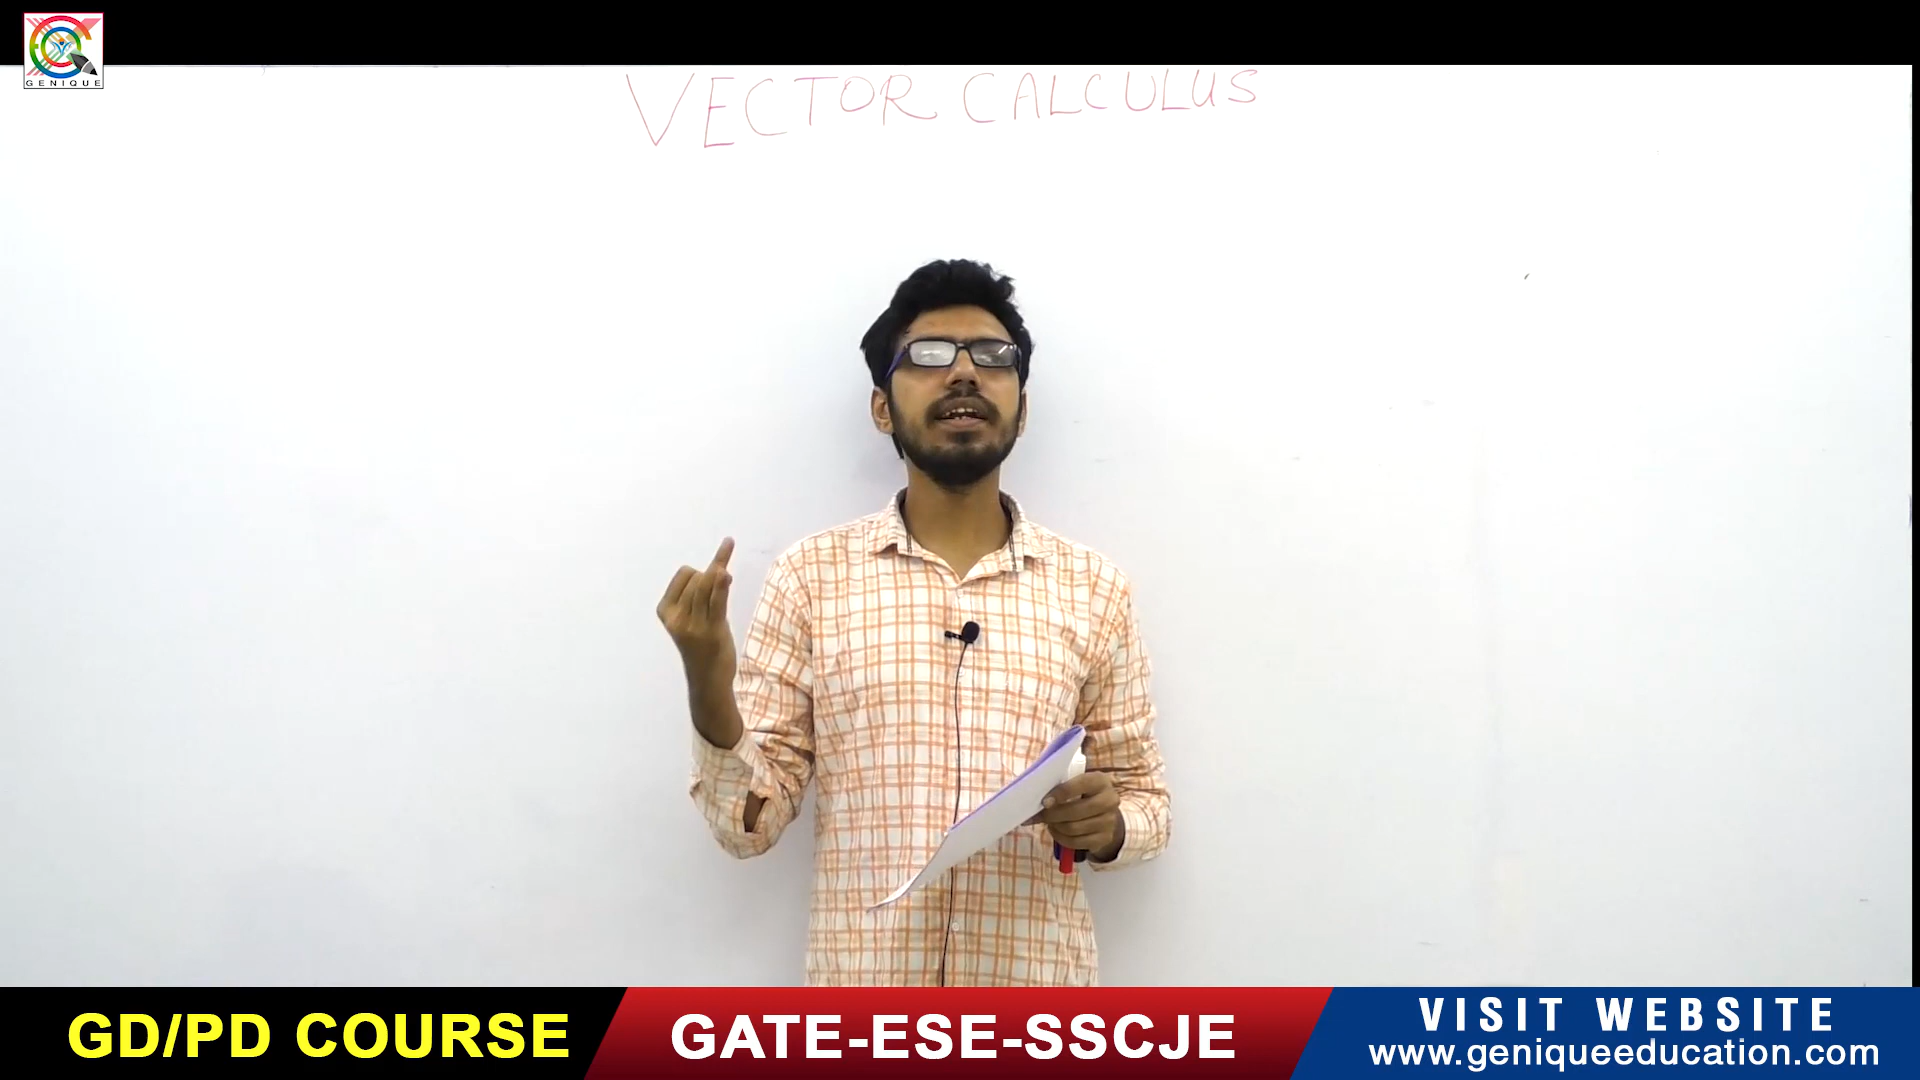 GENIQUE
VECTOR CALCULUS
GD/PD COURSE
GATE-ESE-SSCJE
VISIT WEBSITE
www.geniqueeducation.com